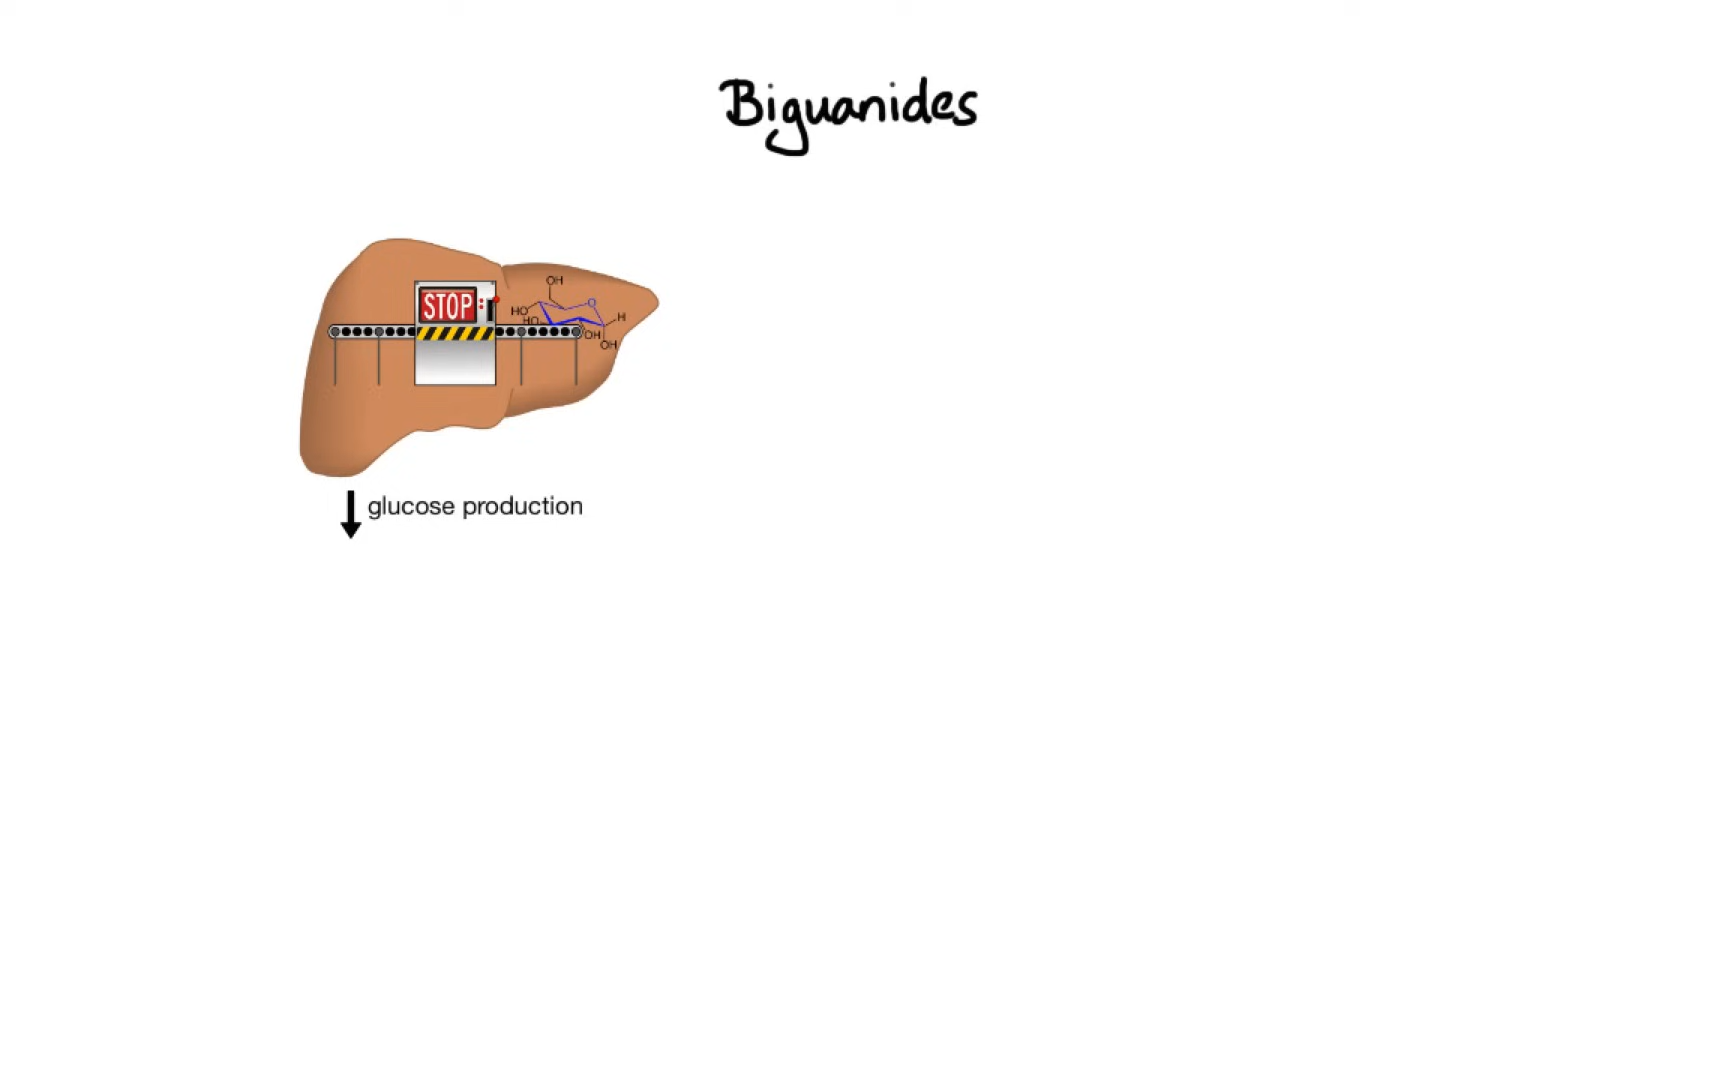 Biguanides
STOP
OH
O
HO
H
HO
OH
OH
glucose production